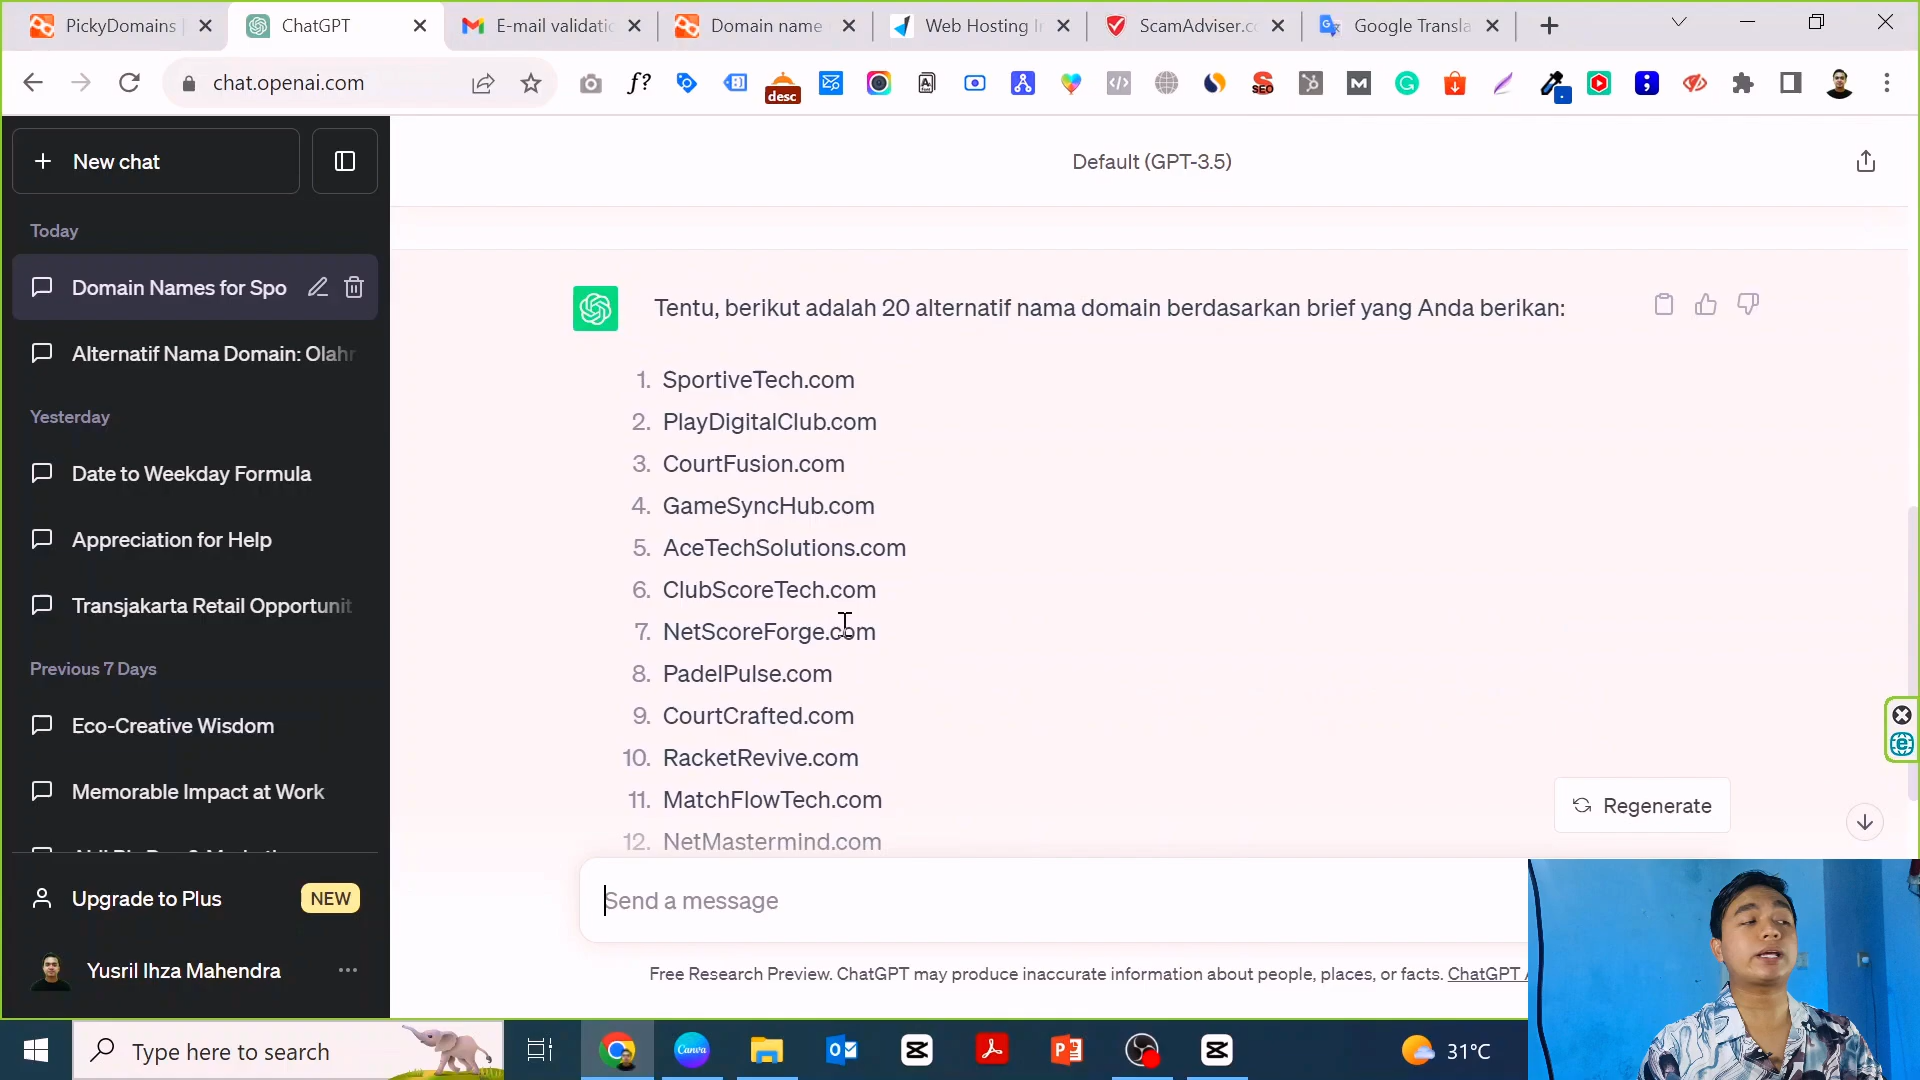 PickyDomains |
ChatGPT
E-mail validatio
Domain name
Web Hosting I
ScamAdviser.co
Google Transla
chat.openai.com
f?
desc
SEO
M
New chat
Default (GPT-3.5)
Today
Domain Names for Spo
Alternatif Nama Domain: Olahr
Yesterday
Date to Weekday Formula
Appreciation for Help
Transjakarta Retail Opportunit
Previous 7 Days
Eco-Creative Wisdom
Memorable Impact at Work
Upgrade to Plus
NEW
Yusril Ihza Mahendra
Tentu, berikut adalah 20 alternatif nama domain berdasarkan brief yang Anda berikan:
1. SportiveTech.com
2. PlayDigitalClub.com
3. CourtFusion.com
4. GameSyncHub.com
5. AceTechSolutions.com
6. ClubScoreTech.com
7. NetScoreForge.com
8. PadelPulse.com
9. CourtCrafted.com
10. RacketRevive.com
11. MatchFlowTech.com
12. NetMastermind.com
Regenerate
Send a message
Free Research Preview. ChatGPT may produce inaccurate information about people, places, or facts. ChatGPT
Type here to search
Canva
31°C